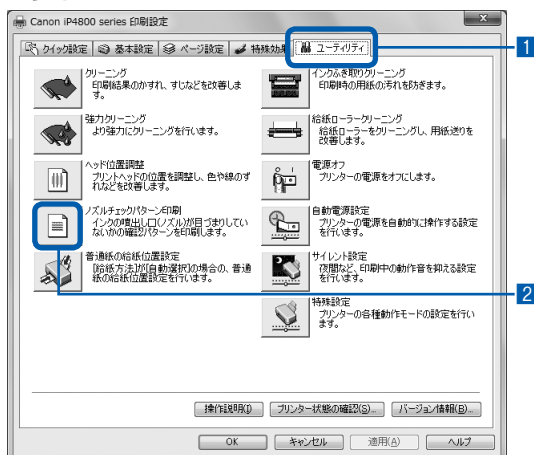 Canon iP4800 series 印刷設定
クイック設定 基本設定 ページ設定 特殊効果 ユーティリティ
1
クリーニング
印刷結果のかすれ、すじなどを改善しま
す。
インクふき取りクリーニング
印刷時の用紙の汚れを防ぎます。
強力クリーニング
より強力にクリーニングを行います。
給紙ローラークリーニング
給紙ローラーをクリーニングし、用紙送りを
改善します。
ヘッド位置調整
プリントヘッドの位置を調整し、色や線のず
れなどを改善します。
電源オフ
プリンターの電源をオフにします。
ノズルチェックパターン印刷
インクの噴出し口(ノズル)が目づまりしてい
ないかの確認パターンを印刷します。
自動電源設定
プリンターの電源を自動的に操作する設定
を行います。
普通紙の給紙位置設定
[給紙方法]が[自動選択]の場合の、普通
紙の給紙位置設定を行います。
サイレント設定
夜間など、印刷中の動作音を抑える設定
を行います。
2
特殊設定
プリンターの各種動作モードの設定を行い
ます。
操作説明(I) プリンター状態の確認(S)... バージョン情報(B)...
OK キャンセル 適用(A) ヘルプ